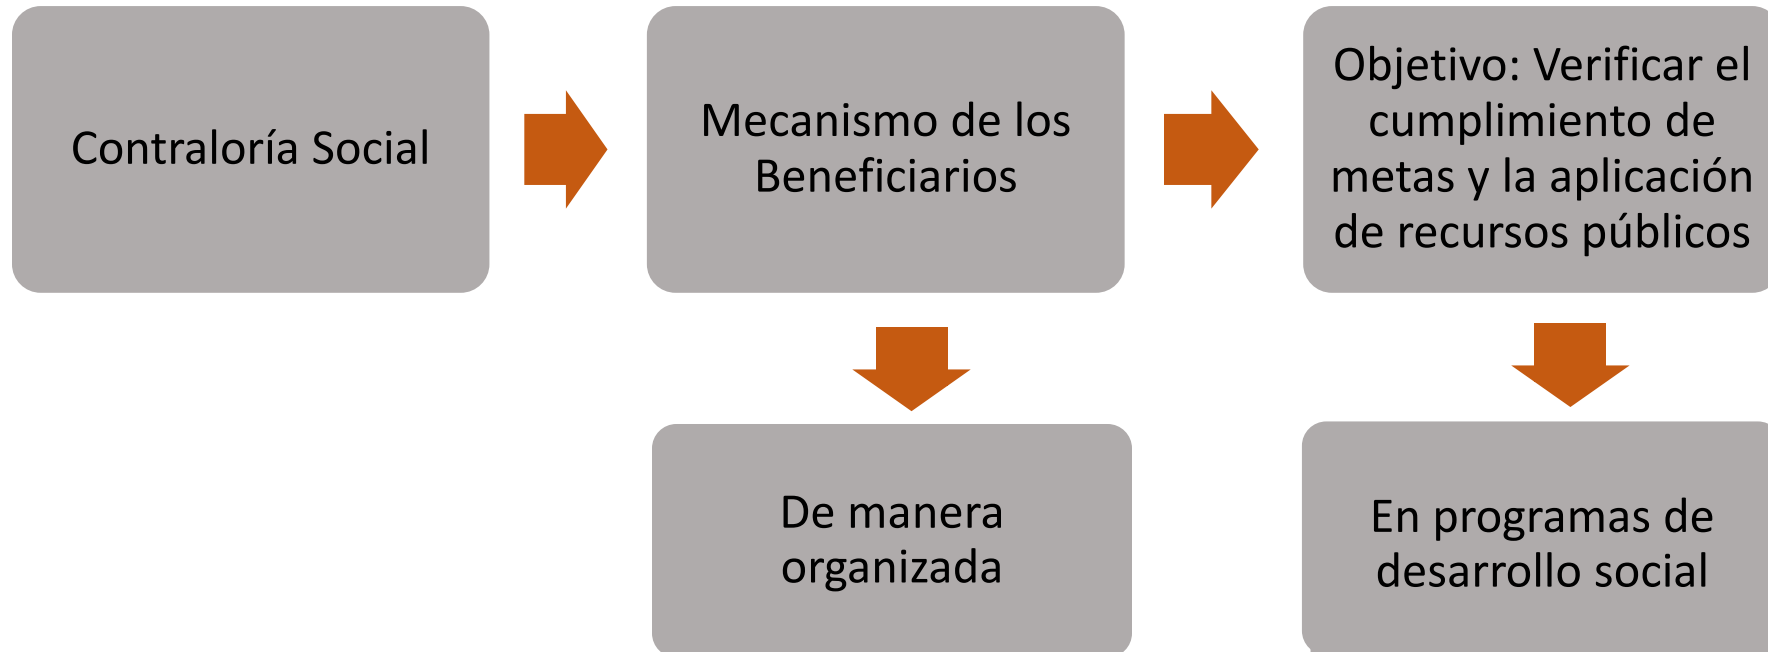 Contraloría Social
Mecanismo de los
Beneficiarios
Objetivo: Verificar el
cumplimiento de
metas y la aplicación
de recursos públicos
De manera
organizada
En programas de
desarrollo social